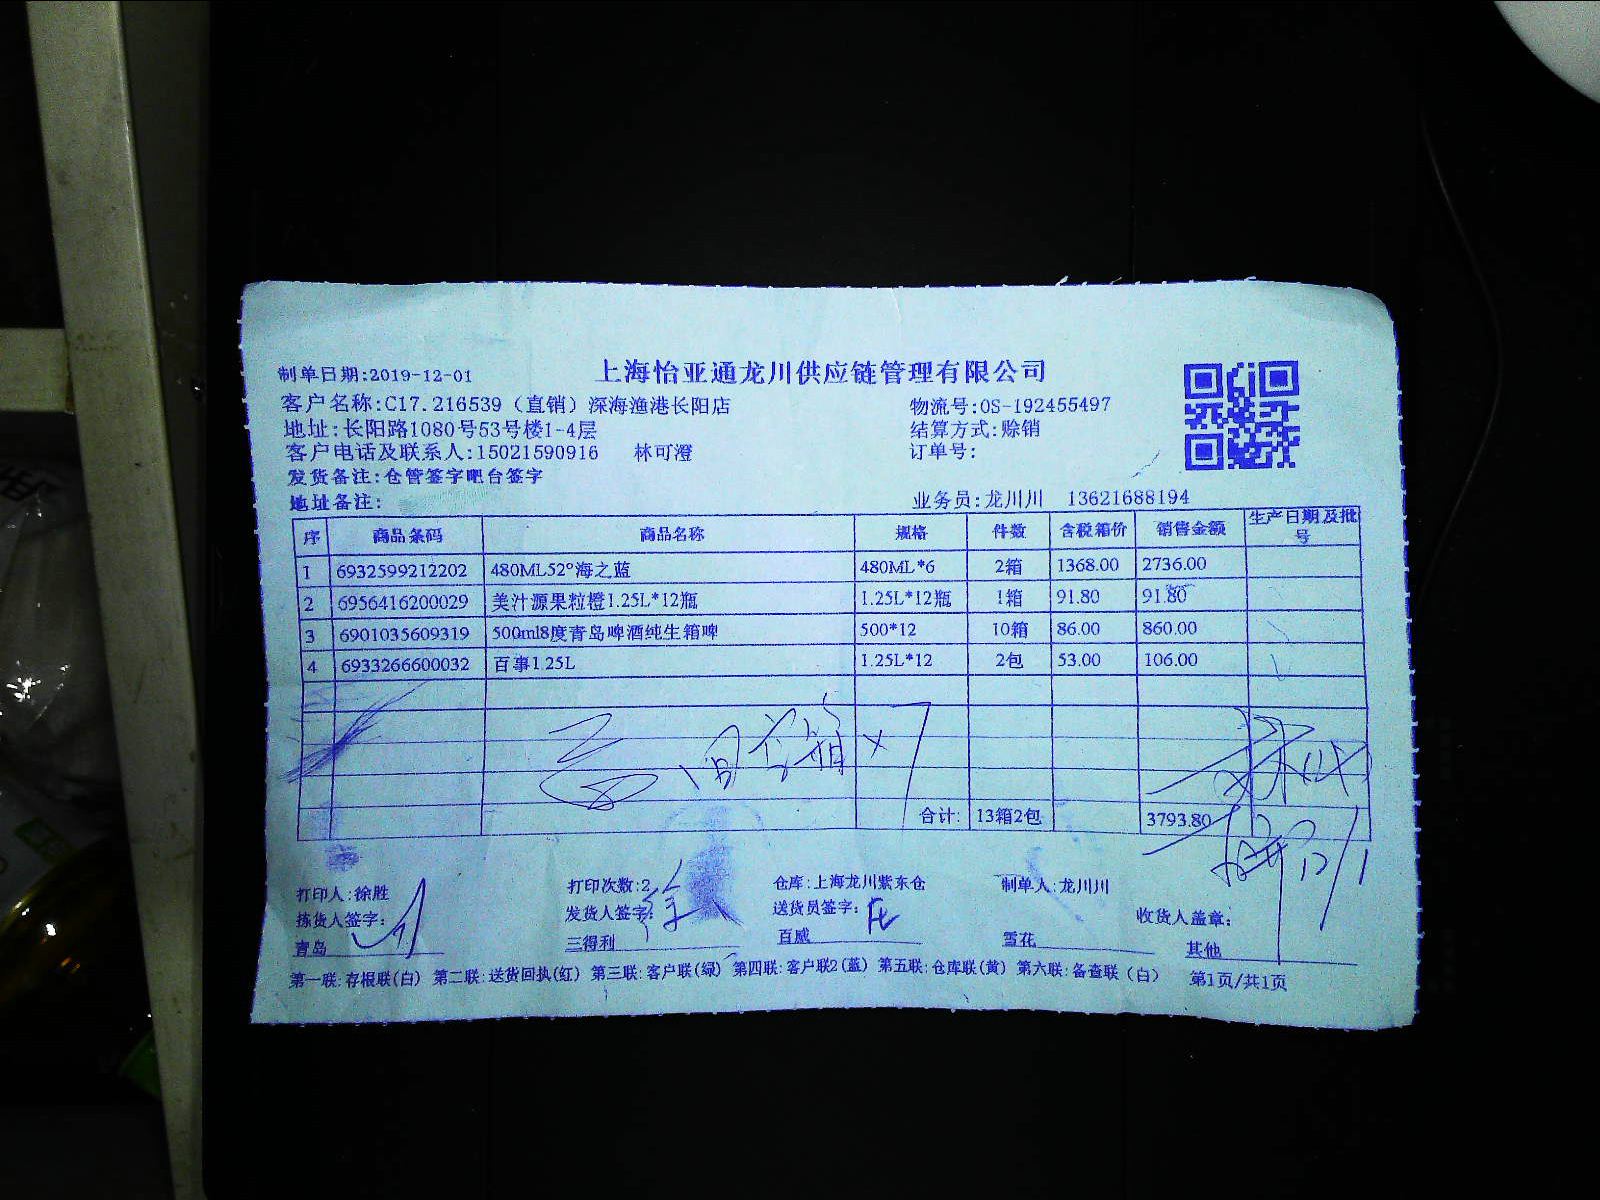 制单日期:2019-12-01 上海怡亚通龙川供应链管理有限公司
客户名称:C17.216539（直销）深海渔港长阳店 物流号:OS-192455497
地址:长阳路1080号53号楼1-4层 结算方式:赊销
客户电话及联系人:15021590916 林可澄 订单号:
发货备注:仓管签字吧台签字
地址备注: 业务员:龙川川 13621688194
序 商品条码 商品名称 规格 件数 含税箱价 销售金额 生产日期及批号
1 6932599212202 480ML52°海之蓝 480ML*6 2箱 1368.00 2736.00
2 6956416200029 美汁源果粒橙1.25L*12瓶 1.25L*12瓶 1箱 91.80 91.80
3 6901035609319 500ml8度青岛啤酒纯生箱啤 500*12 10箱 86.00 860.00
4 6933266600032 百事1.25L 1.25L*12 2包 53.00 106.00
回空箱×7
合计: 13箱2包 3793.80
12/1
打印人:徐胜 打印次数:2 仓库:上海龙川紫东仓 制单人:龙川川
拣货人签字: 发货人签字: 送货员签字: 收货人盖章:
青岛 三得利 百威 雪花 其他
第一联:存根联(白) 第二联:送货回执(红) 第三联:客户联(绿) 第四联:客户联2(蓝) 第五联:仓库联(黄) 第六联:备查联（白） 第1页/共1页